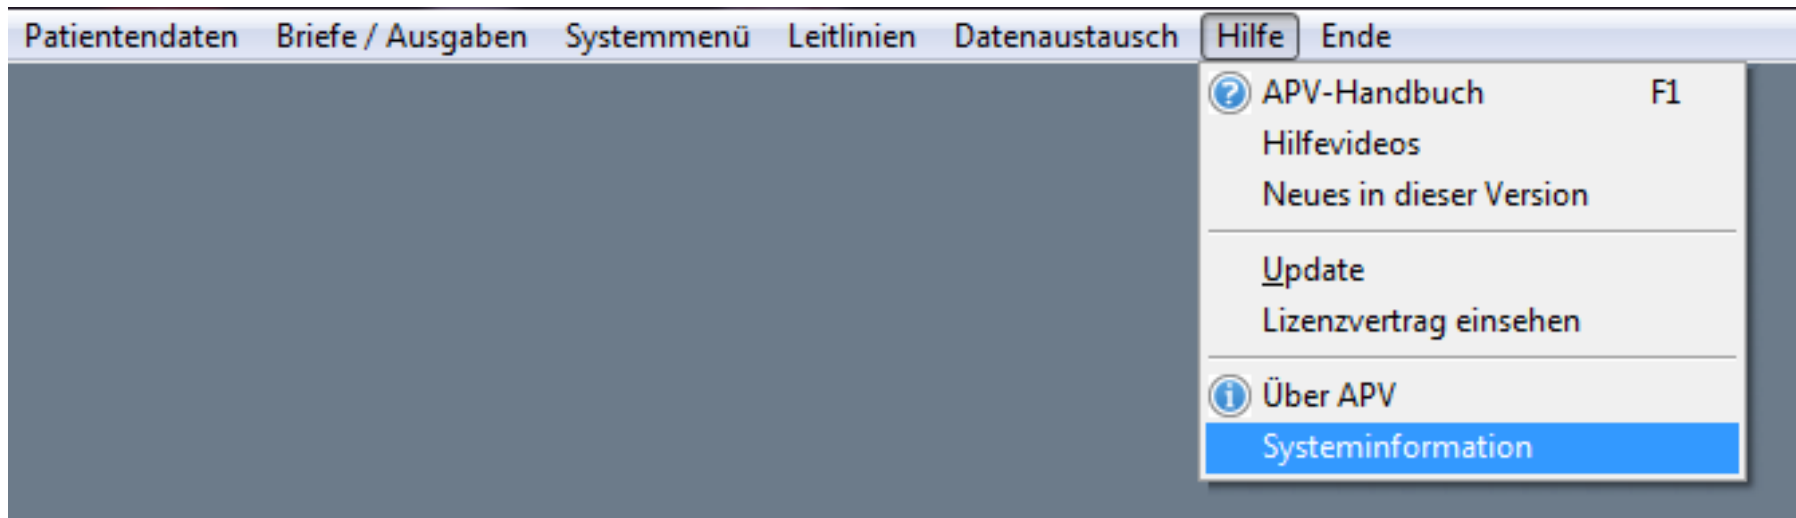 Patientendaten Briefe / Ausgaben Systemmenü Leitlinien Datenaustausch Hilfe Ende
APV-Handbuch F1
Hilfevideos
Neues in dieser Version
Update
Lizenzvertrag einsehen
Über APV
Systeminformation